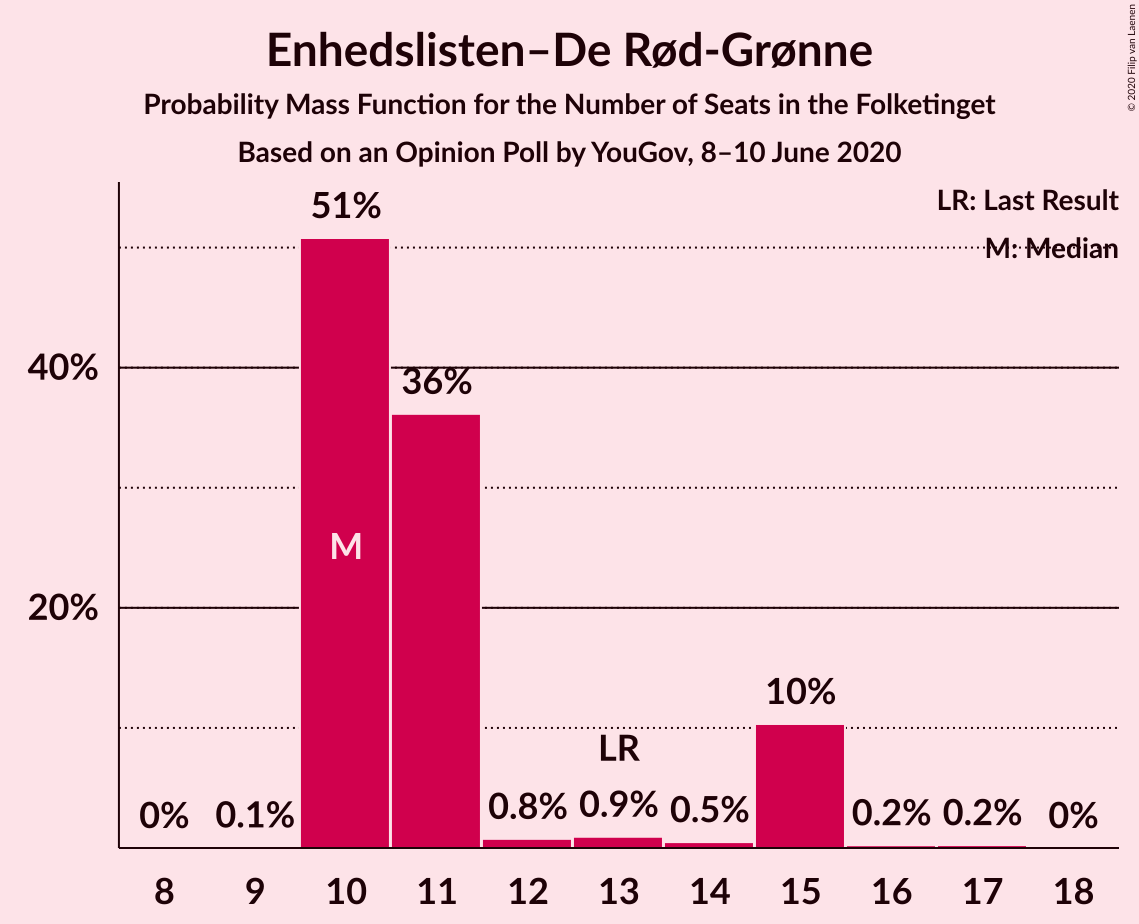 Enhedslisten–De Rød-Grønne
Probability Mass Function for the Number of Seats in the Folketinget
Based on an Opinion Poll by YouGov, 8–10 June 2020
© 2020 Filip van Laenen
LR: Last Result
M: Median
40%
20%
0%
0.1%
51%
36%
0.8%
0.9%
0.5%
10%
0.2%
0.2%
0%
M
LR
8 9 10 11 12 13 14 15 16 17 18